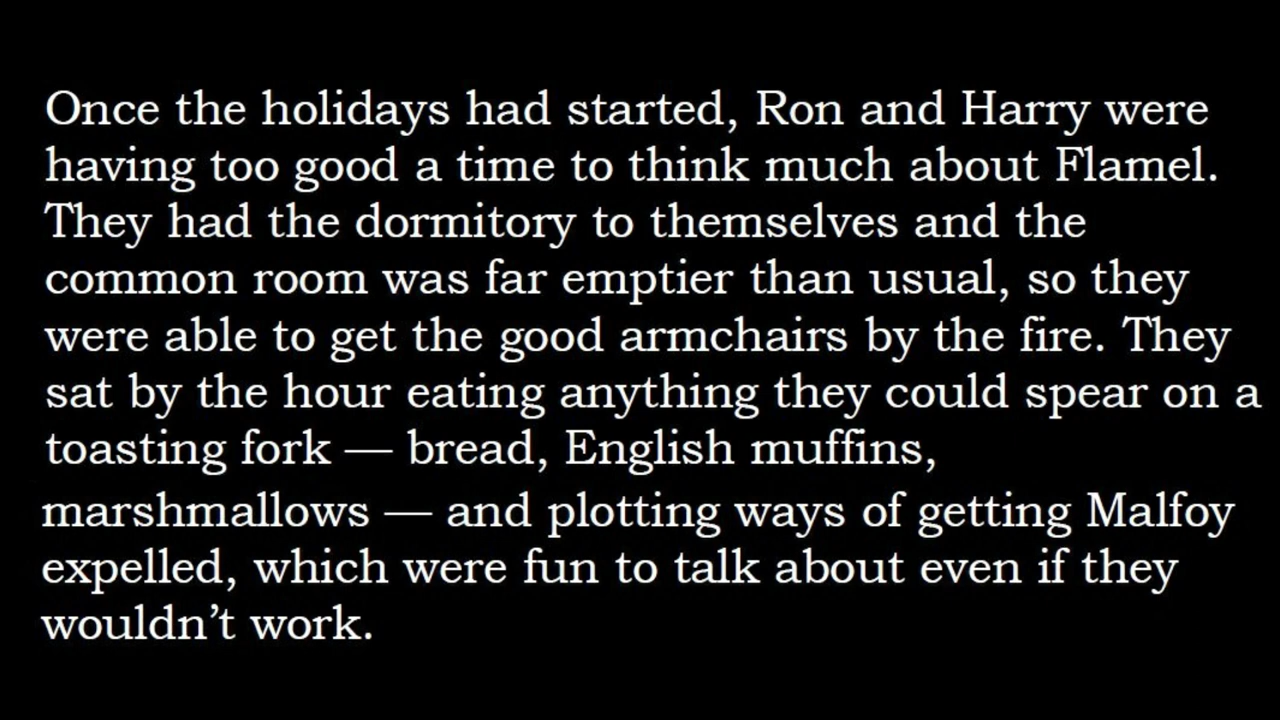 Once the holidays had started, Ron and Harry were
having too good a time to think much about Flamel.
They had the dormitory to themselves and the
common room was far emptier than usual, so they
were able to get the good armchairs by the fire. They
sat by the hour eating anything they could spear on a
toasting fork — bread, English muffins,
marshmallows — and plotting ways of getting Malfoy
expelled, which were fun to talk about even if they
wouldn’t work.